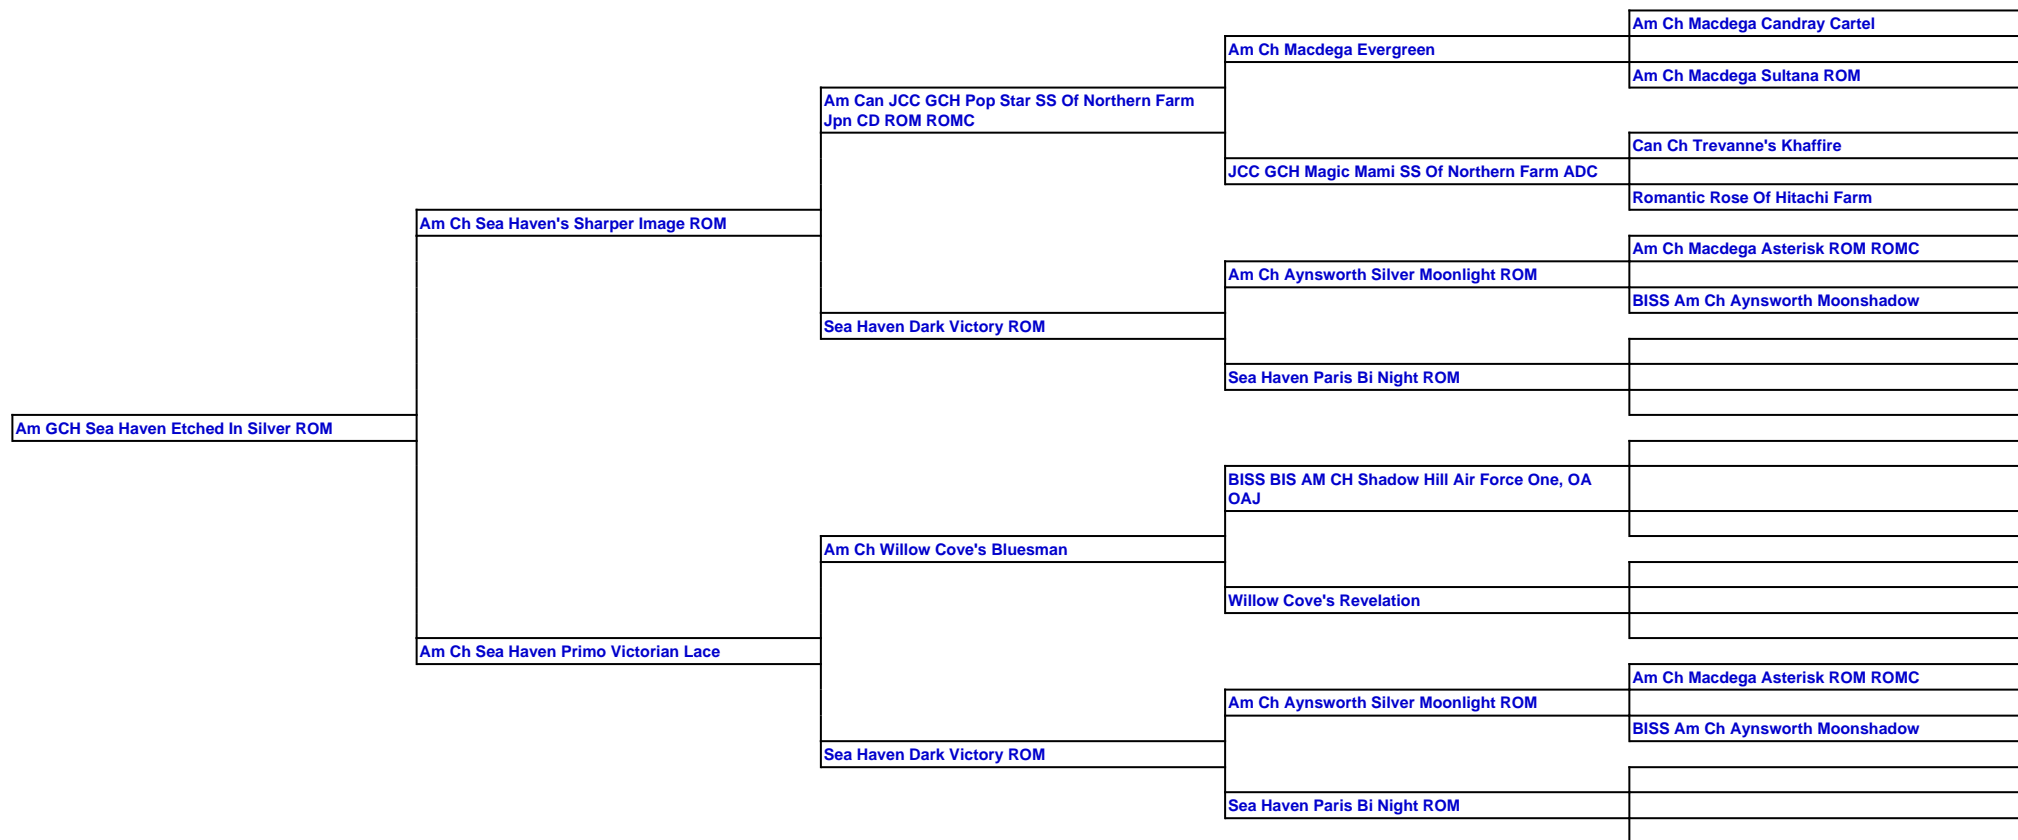 Am Ch Macdega Candray Cartel
Am Ch Macdega Evergreen
Am Ch Macdega Sultana ROM
Am Can JCC GCH Pop Star SS Of Northern Farm
Jpn CD ROM ROMC
Can Ch Trevanne's Khaffire
JCC GCH Magic Mami SS Of Northern Farm ADC
Romantic Rose Of Hitachi Farm
Am Ch Sea Haven's Sharper Image ROM
Am Ch Macdega Asterisk ROM ROMC
Am Ch Aynsworth Silver Moonlight ROM
BISS Am Ch Aynsworth Moonshadow
Sea Haven Dark Victory ROM
Sea Haven Paris Bi Night ROM
Am GCH Sea Haven Etched In Silver ROM
BISS BIS AM CH Shadow Hill Air Force One, OA
OAJ
Am Ch Willow Cove's Bluesman
Willow Cove's Revelation
Am Ch Sea Haven Primo Victorian Lace
Am Ch Macdega Asterisk ROM ROMC
Am Ch Aynsworth Silver Moonlight ROM
BISS Am Ch Aynsworth Moonshadow
Sea Haven Dark Victory ROM
Sea Haven Paris Bi Night ROM